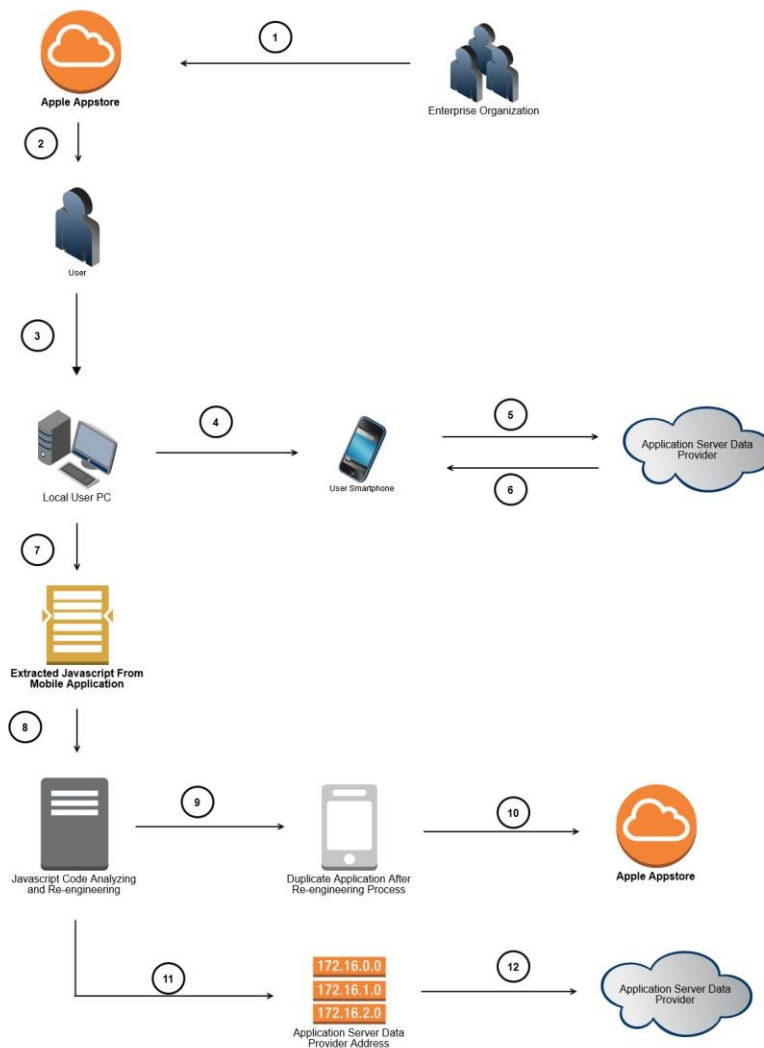 1
Apple Appstore
Enterprise Organization
2
User
3
4
5
6
Local User PC
User Smartphone
Application Server Data
Provider
7
Extracted Javascript From
Mobile Application
8
9
10
Javascript Code Analyzing
and Re-engineering
Duplicate Application After
Re-engineering Process
Apple Appstore
11
172.16.0.0
172.16.1.0
172.16.2.0
12
Application Server Data
Provider Address
Application Server Data
Provider